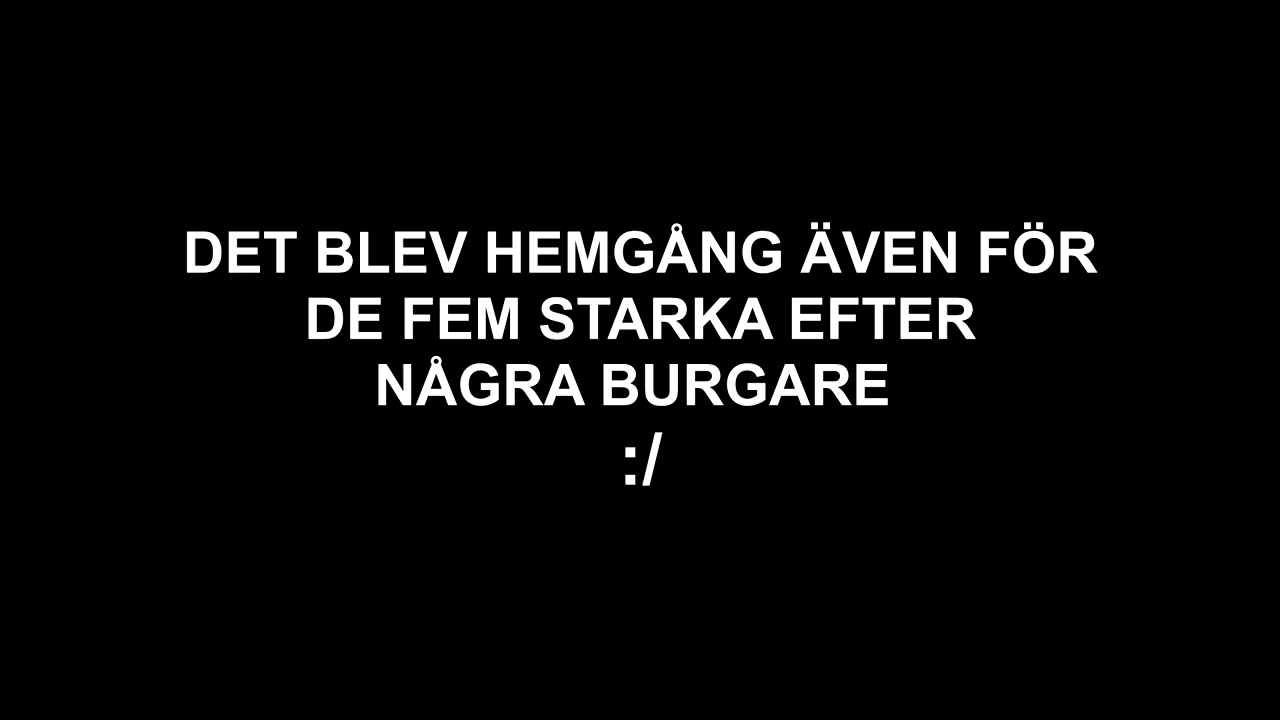 DET BLEV HEMGÅNG ÄVEN FÖR
DE FEM STARKA EFTER
NÅGRA BURGARE
:/